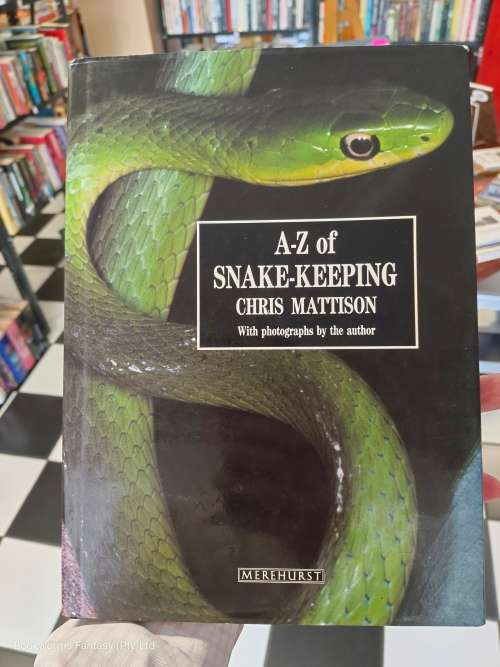 A-Z of
SNAKE-KEEPING
CHRIS MATTISON
With photographs by the author
MEREHURST
Bookworms Fantasy (Pty)Ltd